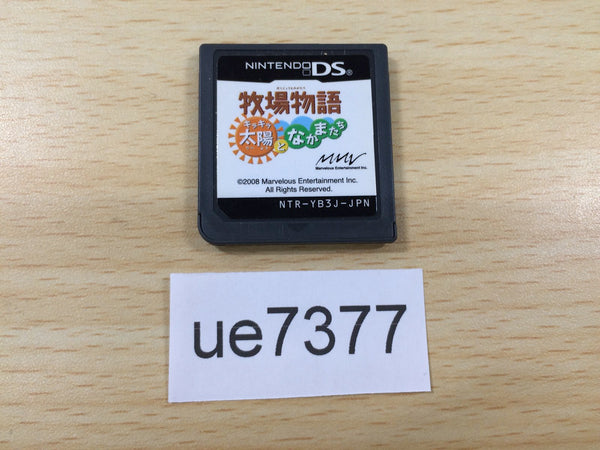 NINTENDO DS®
牧場物語
キラキラ太陽となかまたち
Marvelous Entertainment Inc.
©2008 Marvelous Entertainment Inc.
All Rights Reserved.
NTR-YB3J-JPN
ue7377